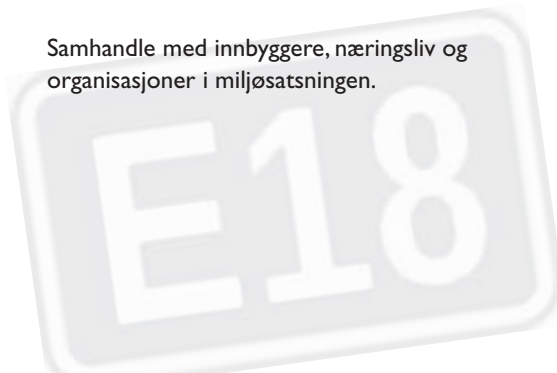 Samhandle med innbyggere, næringsliv og
organisasjoner i miljøsatsningen.
E18